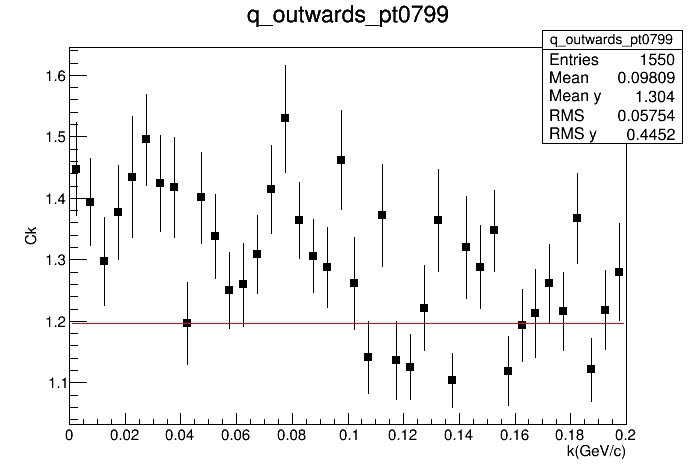 q_outwards_pt0799
q_outwards_pt0799
Entries 1550
Mean 0.09809
Mean y 1.304
RMS 0.05754
RMS y 0.4452
Ck
1.6
1.5
1.4
1.3
1.2
1.1
0 0.02 0.04 0.06 0.08 0.1 0.12 0.14 0.16 0.18 0.2
k(GeV/c)